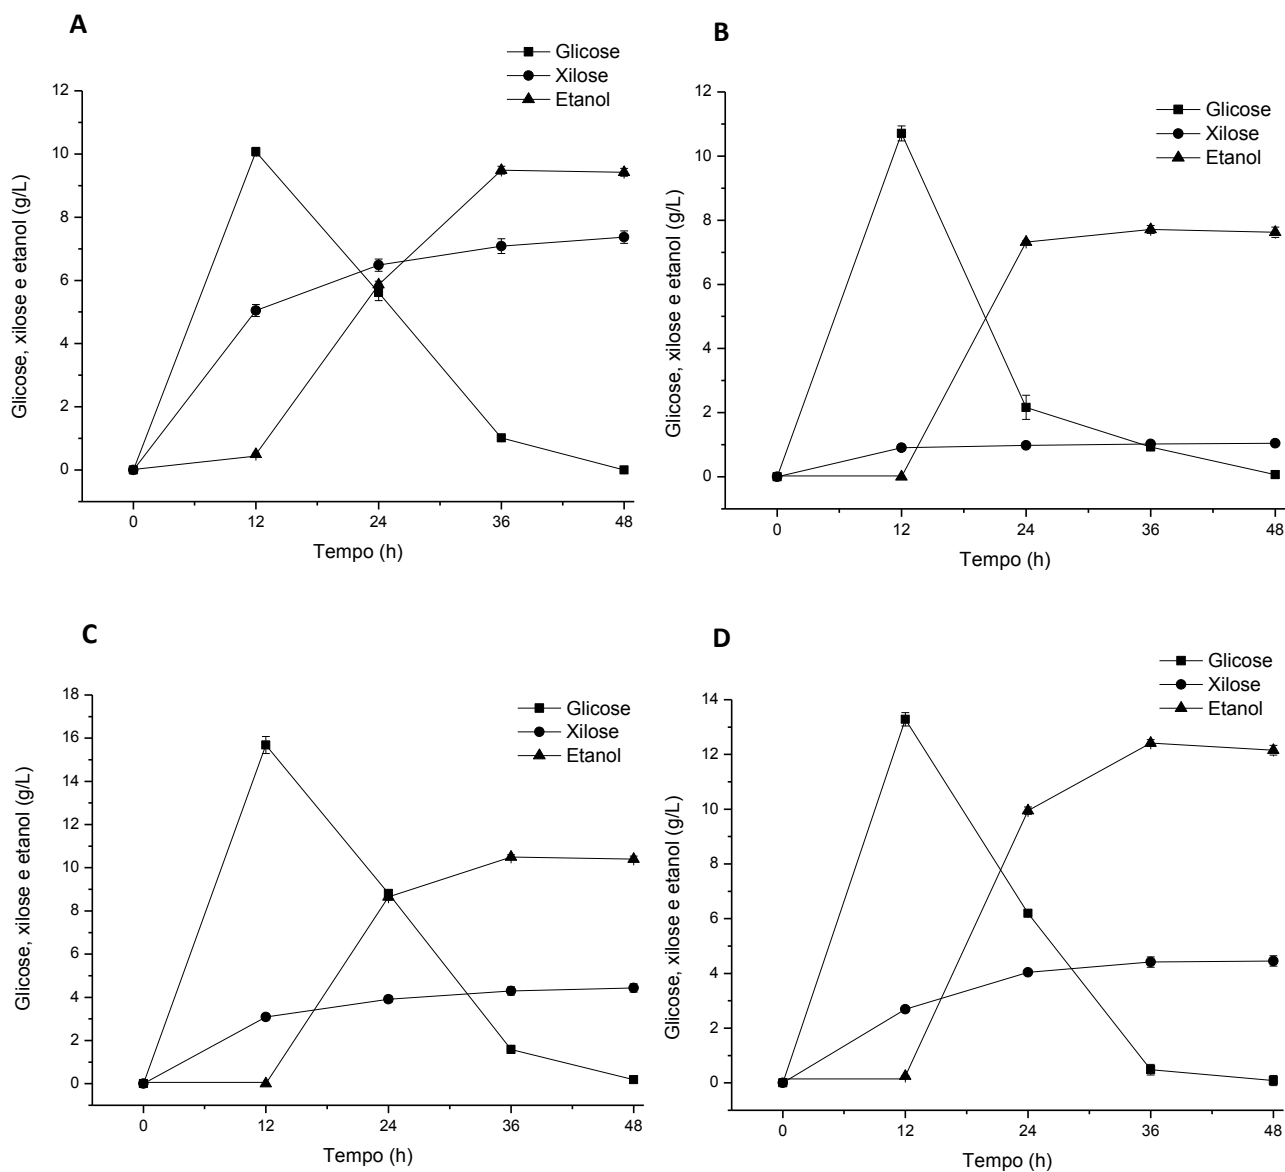 A
Glicose
Xilose
Etanol
12
10
8
6
4
2
0
Glicose, xilose e etanol (g/L)
0 12 24 36 48
Tempo (h)
B
Glicose
Xilose
Etanol
12
10
8
6
4
2
0
Glicose, xilose e etanol (g/L)
0 12 24 36 48
Tempo (h)
C
Glicose
Xilose
Etanol
18
16
14
12
10
8
6
4
2
0
Glicose, xilose e etanol (g/L)
0 12 24 36 48
Tempo (h)
D
Glicose
Xilose
Etanol
14
12
10
8
6
4
2
0
Glicose, xilose e etanol (g/L)
0 12 24 36 48
Tempo (h)